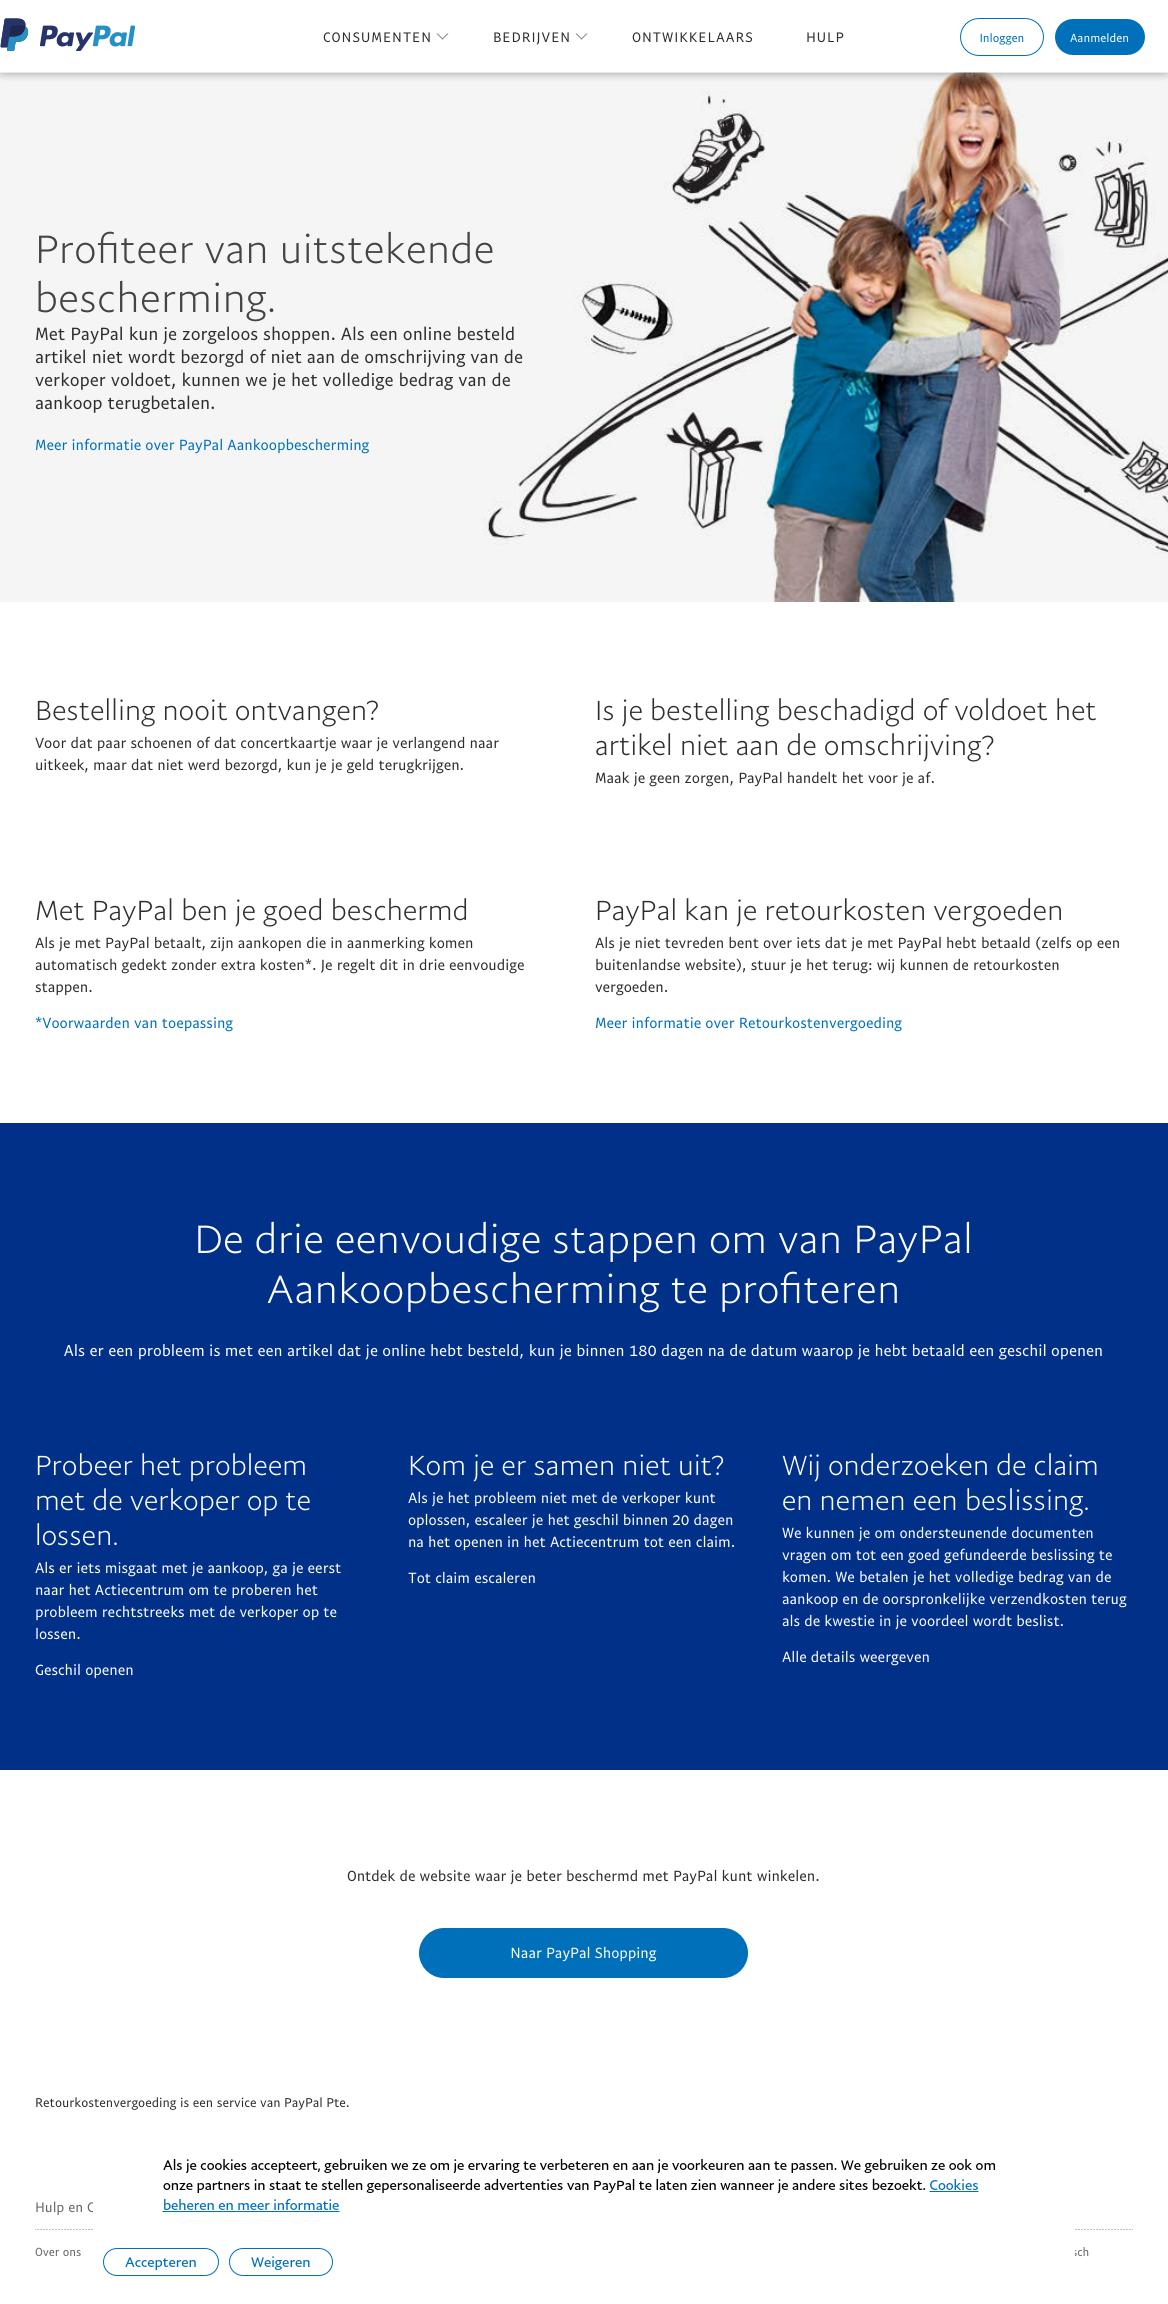 PayPal
CONSUMENTEN
BEDRIJVEN
ONTWIKKELAARS
HULP
Inloggen
Aanmelden
Profiteer van uitstekende
bescherming.
Met PayPal kun je zorgeloos shoppen. Als een online besteld
artikel niet wordt bezorgd of niet aan de omschrijving van de
verkoper voldoet, kunnen we je het volledige bedrag van de
aankoop terugbetalen.
Meer informatie over PayPal Aankoopbescherming
Bestelling nooit ontvangen?
Voor dat paar schoenen of dat concertkaartje waar je verlangend naar
uitkeek, maar dat niet werd bezorgd, kun je je geld terugkrijgen.
Is je bestelling beschadigd of voldoet het
artikel niet aan de omschrijving?
Maak je geen zorgen, PayPal handelt het voor je af.
Met PayPal ben je goed beschermd
Als je met PayPal betaalt, zijn aankopen die in aanmerking komen
automatisch gedekt zonder extra kosten*. Je regelt dit in drie eenvoudige
stappen.
*Voorwaarden van toepassing
PayPal kan je retourkosten vergoeden
Als je niet tevreden bent over iets dat je met PayPal hebt betaald (zelfs op een
buitenlandse website), stuur je het terug: wij kunnen de retourkosten
vergoeden.
Meer informatie over Retourkostenvergoeding
De drie eenvoudige stappen om van PayPal
Aankoopbescherming te profiteren
Als er een probleem is met een artikel dat je online hebt besteld, kun je binnen 180 dagen na de datum waarop je hebt betaald een geschil openen
Probeer het probleem
met de verkoper op te
lossen.
Als er iets misgaat met je aankoop, ga je eerst
naar het Actiecentrum om te proberen het
probleem rechtstreeks met de verkoper op te
lossen.
Geschil openen
Kom je er samen niet uit?
Als je het probleem niet met de verkoper kunt
oplossen, escaleer je het geschil binnen 20 dagen
na het openen in het Actiecentrum tot een claim.
Tot claim escaleren
Wij onderzoeken de claim
en nemen een beslissing.
We kunnen je om ondersteunende documenten
vragen om tot een goed gefundeerde beslissing te
komen. We betalen je het volledige bedrag van de
aankoop en de oorspronkelijke verzendkosten terug
als de kwestie in je voordeel wordt beslist.
Alle details weergeven
Ontdek de website waar je beter beschermd met PayPal kunt winkelen.
Naar PayPal Shopping
Retourkostenvergoeding is een service van PayPal Pte.
Als je cookies accepteert, gebruiken we ze om je ervaring te verbeteren en aan je voorkeuren aan te passen. We gebruiken ze ook om
onze partners in staat te stellen gepersonaliseerde advertenties van PayPal te laten zien wanneer je andere sites bezoekt. Cookies
beheren en meer informatie
Hulp en
Over ons
Accepteren
Weigeren